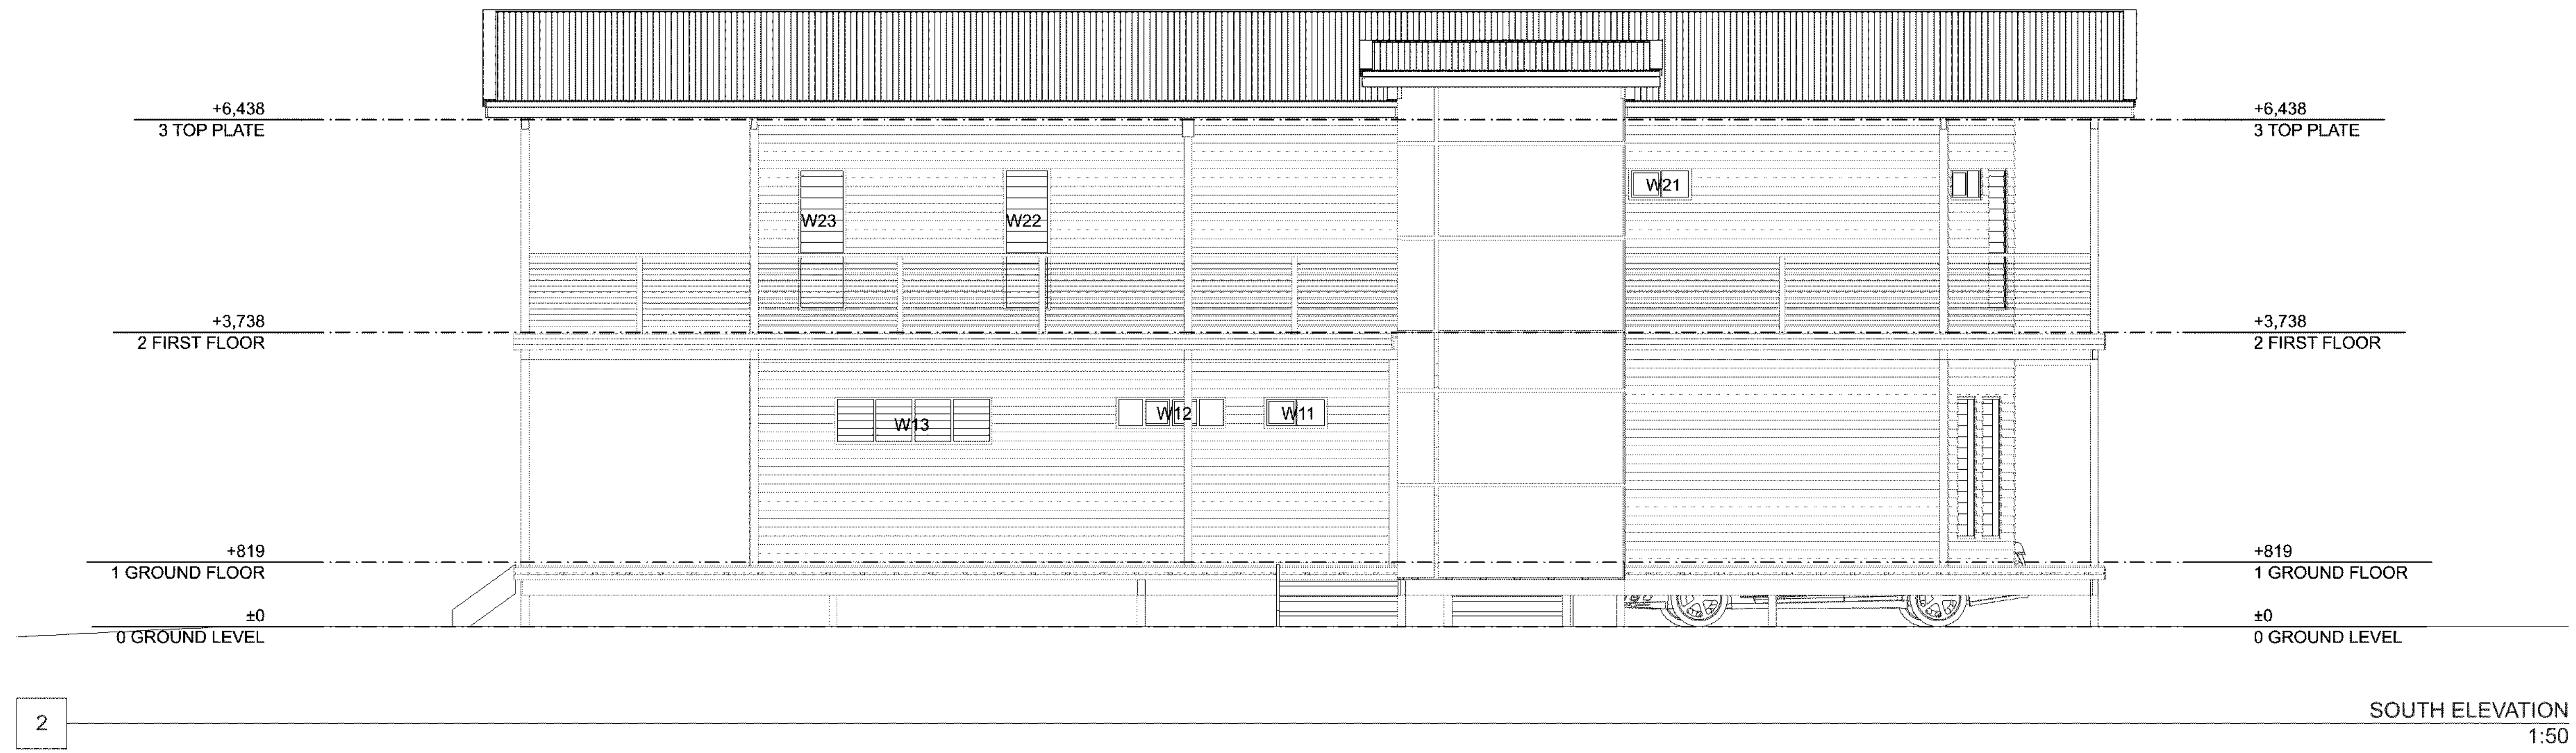 +6,438
3 TOP PLATE
+6,438
3 TOP PLATE
W21
W23
W22
+3,738
2 FIRST FLOOR
+3,738
2 FIRST FLOOR
W13
W12
W11
+819
1 GROUND FLOOR
+819
1 GROUND FLOOR
±0
0 GROUND LEVEL
±0
0 GROUND LEVEL
2
SOUTH ELEVATION
1:50